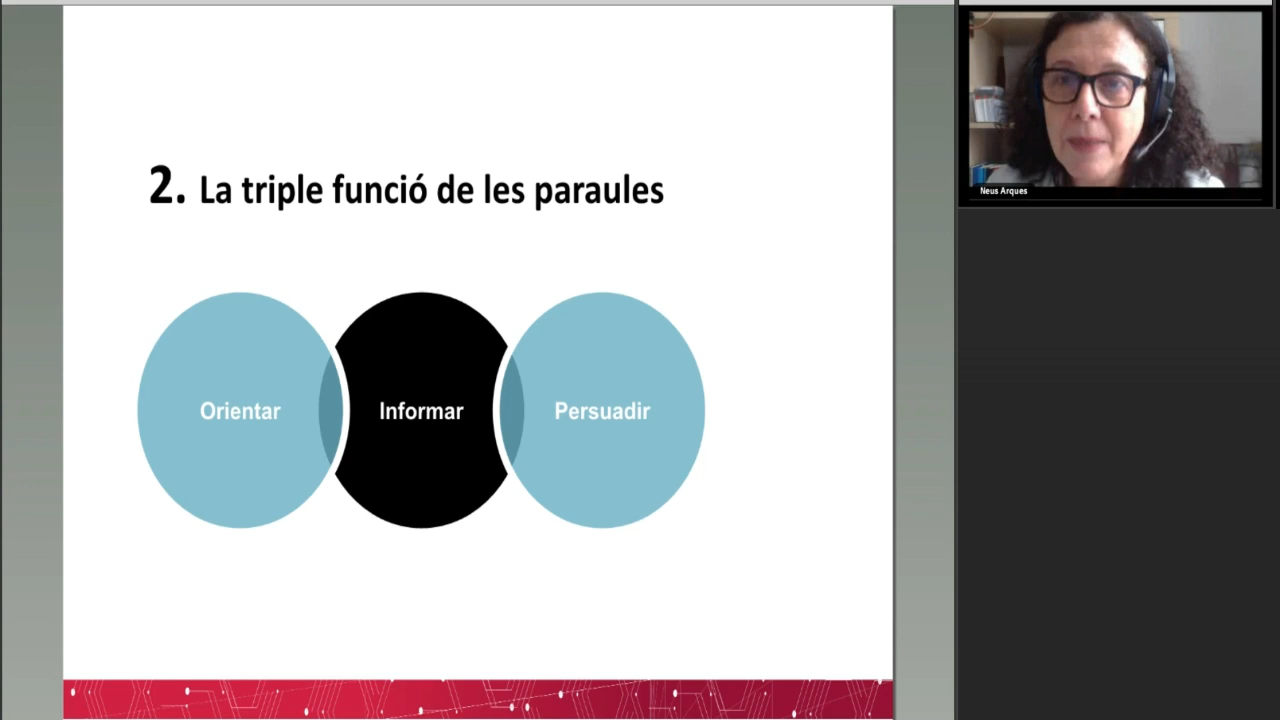 2. La triple funció de les paraules
Orientar
Informar
Persuadir
Neus Arques